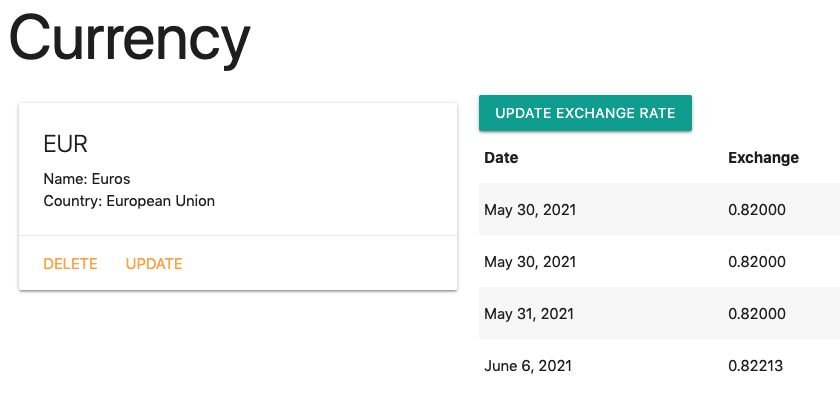 Currency
EUR
Name: Euros
Country: European Union
DELETE UPDATE
UPDATE EXCHANGE RATE
Date Exchange
May 30, 2021 0.82000
May 30, 2021 0.82000
May 31, 2021 0.82000
June 6, 2021 0.82213